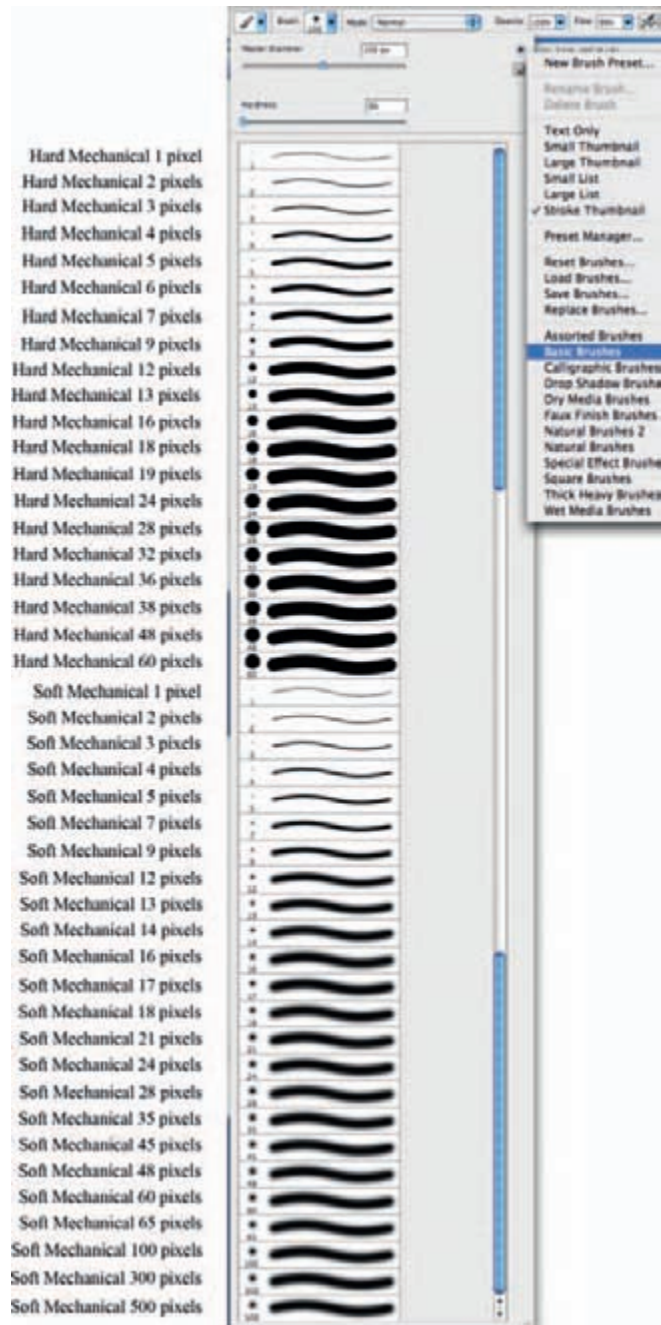 Brush:
Mode: Normal
Opacity: 100%
Flow:
Master Diameter
Hardness
New Brush Preset...
Rename Brush...
Delete Brush
Text Only
Small Thumbnail
Large Thumbnail
Small List
Large List
✓ Stroke Thumbnail
Preset Manager...
Reset Brushes...
Load Brushes...
Save Brushes...
Replace Brushes...
Assorted Brushes
Basic Brushes
Calligraphic Brushes
Drop Shadow Brushe
Dry Media Brushes
Faux Finish Brushes
Natural Brushes 2
Natural Brushes
Special Effect Brushe
Square Brushes
Thick Heavy Brushes
Wet Media Brushes
Hard Mechanical 1 pixel
Hard Mechanical 2 pixels
Hard Mechanical 3 pixels
Hard Mechanical 4 pixels
Hard Mechanical 5 pixels
Hard Mechanical 6 pixels
Hard Mechanical 7 pixels
Hard Mechanical 9 pixels
Hard Mechanical 12 pixels
Hard Mechanical 13 pixels
Hard Mechanical 16 pixels
Hard Mechanical 18 pixels
Hard Mechanical 19 pixels
Hard Mechanical 24 pixels
Hard Mechanical 28 pixels
Hard Mechanical 32 pixels
Hard Mechanical 36 pixels
Hard Mechanical 38 pixels
Hard Mechanical 48 pixels
Hard Mechanical 60 pixels
Soft Mechanical 1 pixel
Soft Mechanical 2 pixels
Soft Mechanical 3 pixels
Soft Mechanical 4 pixels
Soft Mechanical 5 pixels
Soft Mechanical 7 pixels
Soft Mechanical 9 pixels
Soft Mechanical 12 pixels
Soft Mechanical 13 pixels
Soft Mechanical 14 pixels
Soft Mechanical 16 pixels
Soft Mechanical 17 pixels
Soft Mechanical 18 pixels
Soft Mechanical 21 pixels
Soft Mechanical 24 pixels
Soft Mechanical 28 pixels
Soft Mechanical 35 pixels
Soft Mechanical 45 pixels
Soft Mechanical 48 pixels
Soft Mechanical 60 pixels
Soft Mechanical 65 pixels
Soft Mechanical 100 pixels
Soft Mechanical 300 pixels
Soft Mechanical 500 pixels